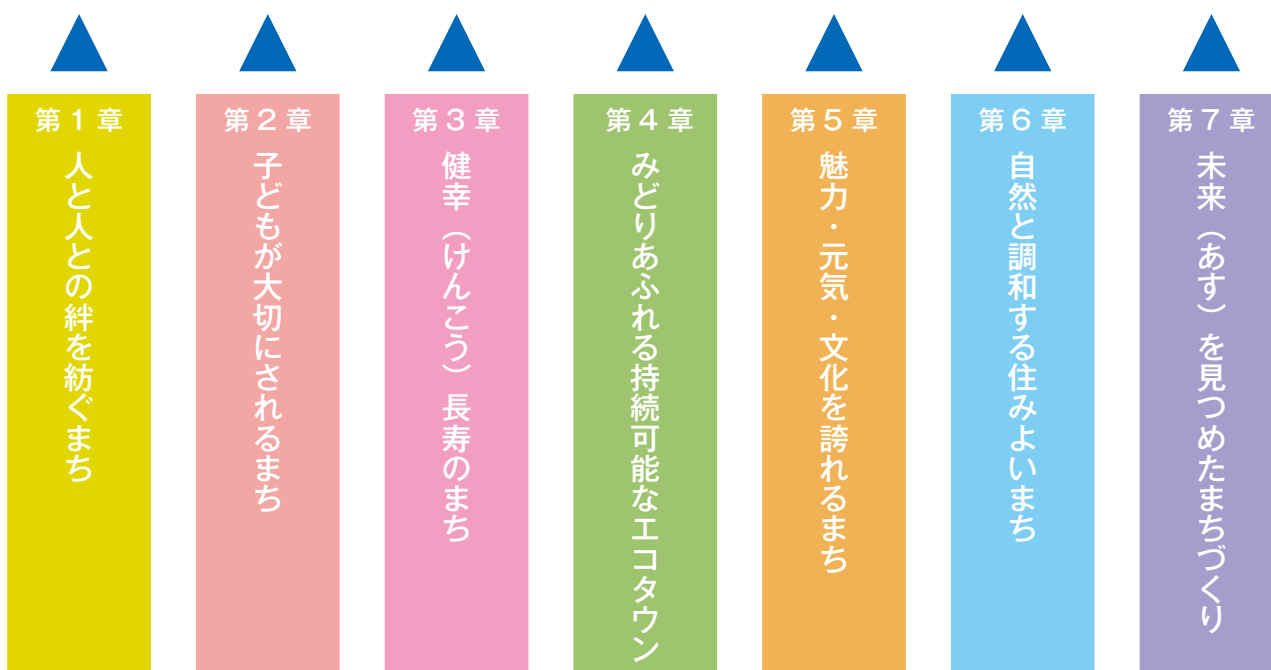 第1章
人と人との絆を紡ぐまち
第2章
子どもが大切にされるまち
第3章
健幸（けんこう）長寿のまち
第4章
みどりあふれる持続可能なエコタウン
第5章
魅力・元気・文化を誇れるまち
第6章
自然と調和する住みよいまち
第7章
未来（あす）を見つめたまちづくり